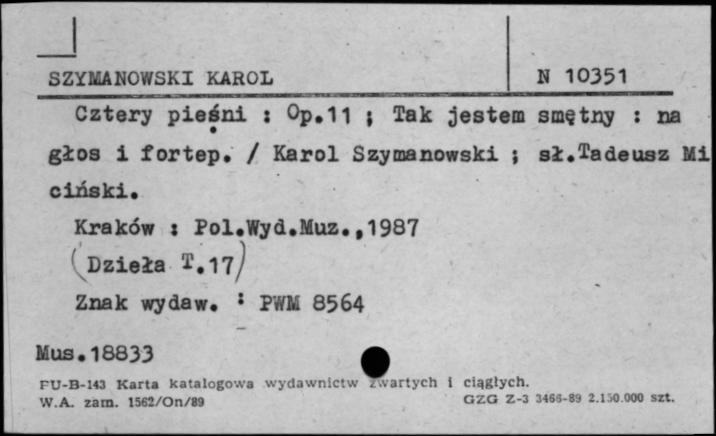 SZYMANOWSKI KAROL N 10351
Cztery pieśni : Op.11 ; Tak jestem smętny : na
głos i fortep. / Karol Szymanowski ; sł.Tadeusz Mi
ciński.
Kraków : Pol.Wyd.Muz.,1987
(Dzieła T.17)
Znak wydaw. : PWM 8564
Mus.18833
PU-B-143 Karta katalogowa wydawnictw zwartych i ciągłych.
W.A. zam. 1562/On/89 GZG Z-3 3466-89 2.150.000 szt.